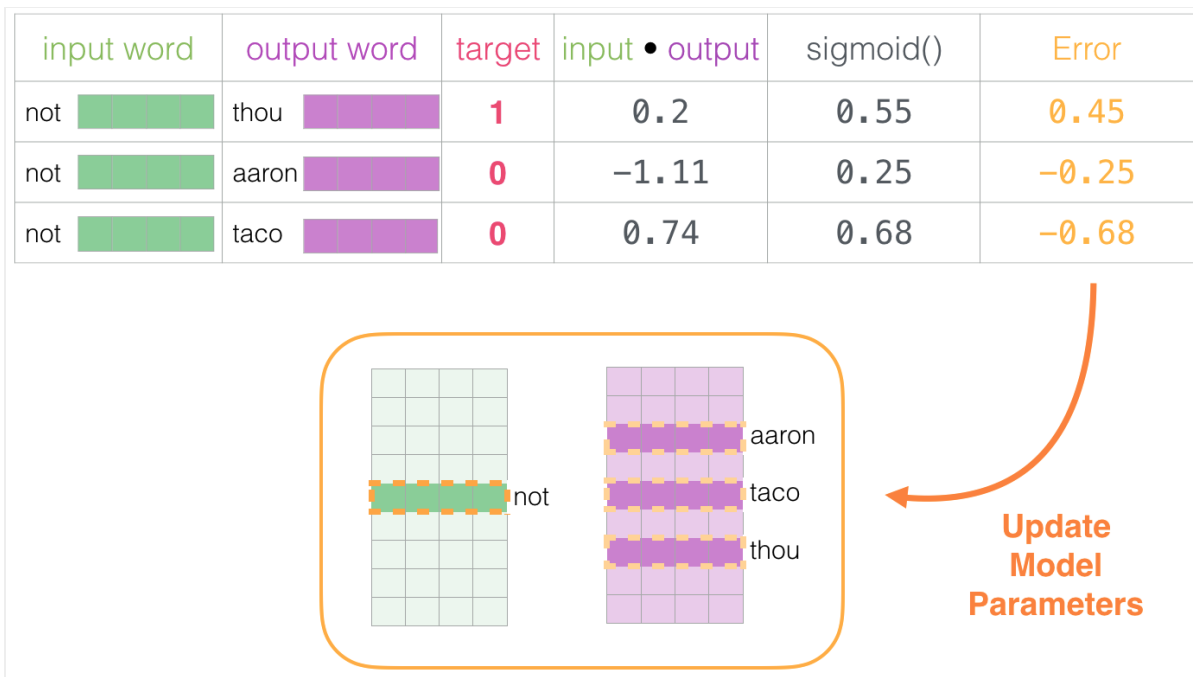 input word output word target input • output sigmoid() Error
not thou 1 0.2 0.55 0.45
not aaron 0 -1.11 0.25 -0.25
not taco 0 0.74 0.68 -0.68
aaron
not taco
thou
Update
Model
Parameters